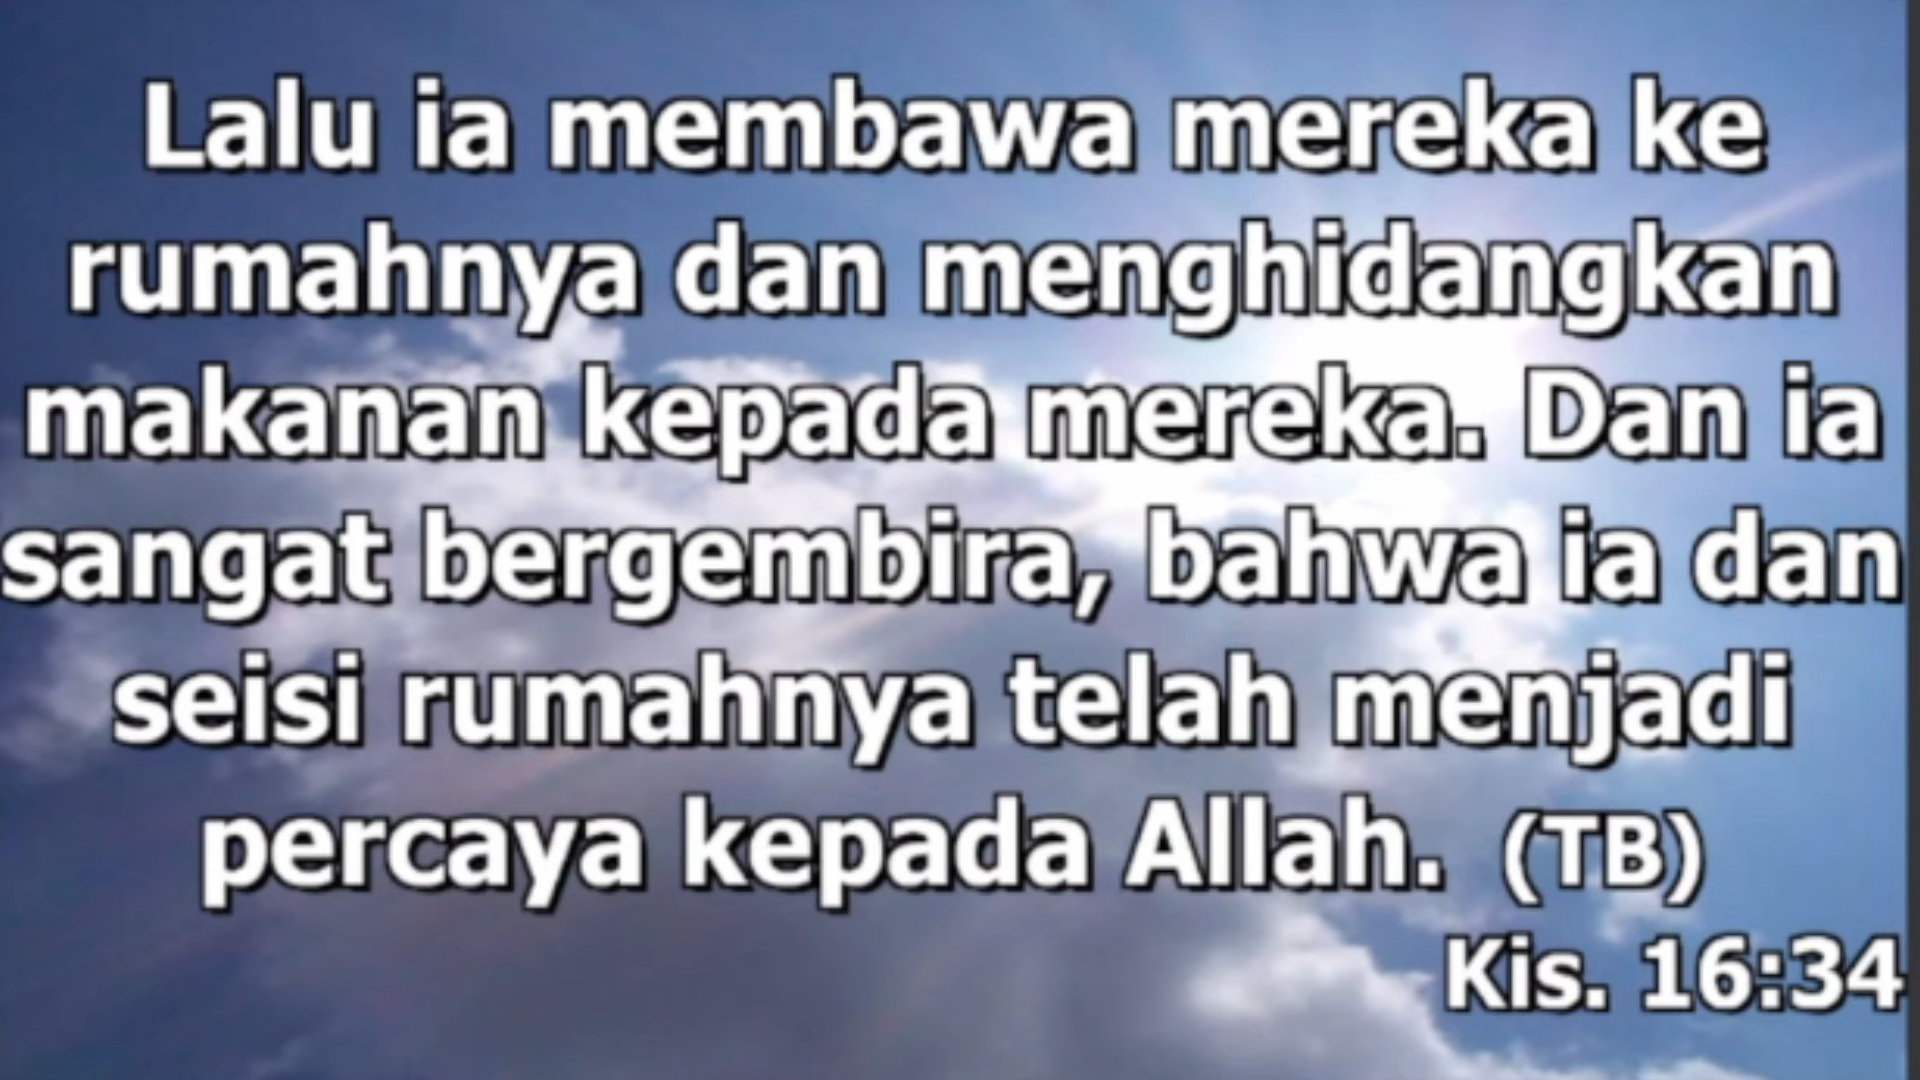 Lalu ia membawa mereka ke
rumahnya dan menghidangkan
makanan kepada mereka. Dan ia
sangat bergembira, bahwa ia dan
seisi rumahnya telah menjadi
percaya kepada Allah. (TB)
Kis. 16:34